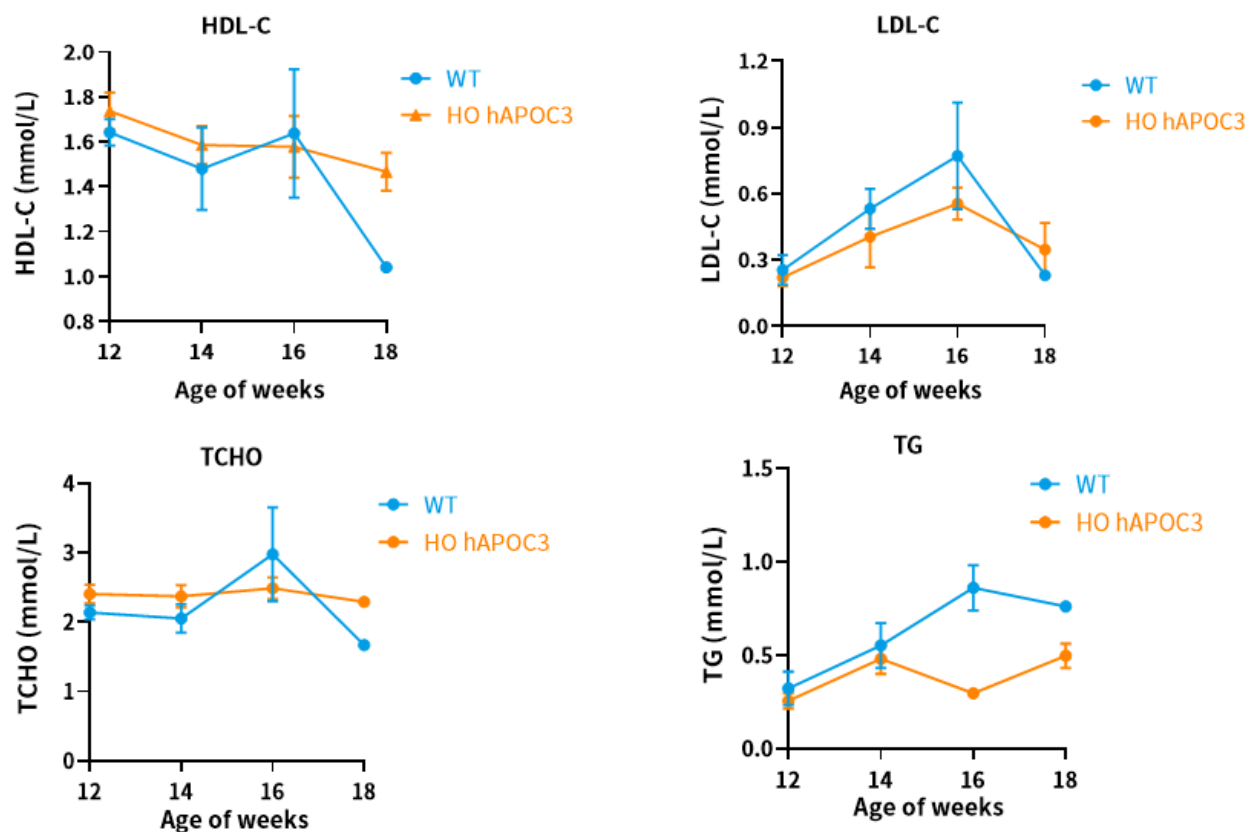 HDL-C
HDL-C (mmol/L)
2.0
1.8
1.6
1.4
1.2
1.0
0.8
12 14 16 18
Age of weeks
WT
HO hAPOC3
LDL-C
LDL-C (mmol/L)
1.2
0.9
0.6
0.3
0.0
12 14 16 18
Age of weeks
WT
HO hAPOC3
TCHO
TCHO (mmol/L)
4
3
2
1
0
12 14 16 18
Age of weeks
WT
HO hAPOC3
TG
TG (mmol/L)
1.5
1.0
0.5
0.0
12 14 16 18
Age of weeks
WT
HO hAPOC3